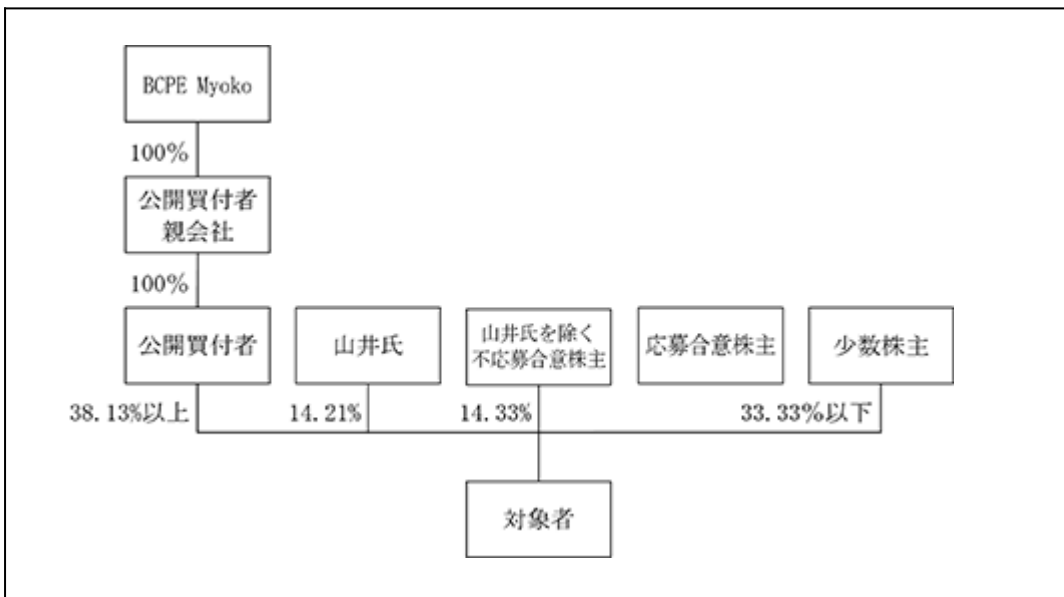 BCPE Myoko
100%
公開買付者
親会社
100%
公開買付者
山井氏
山井氏を除く
不応募合意株主
応募合意株主
少数株主
38.13%以上
14.21%
14.33%
33.33%以下
対象者